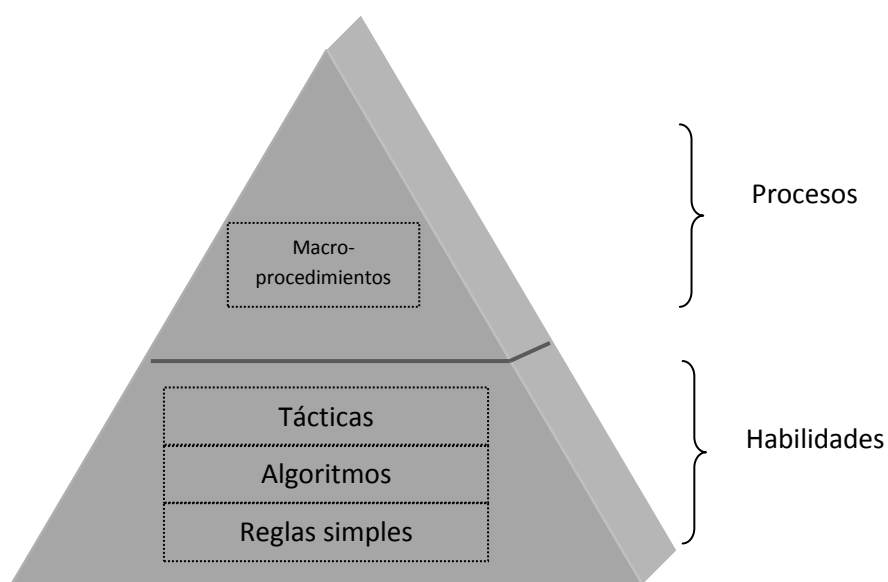 Procesos
Macro-
procedimientos
Tácticas
Habilidades
Algoritmos
Reglas simples